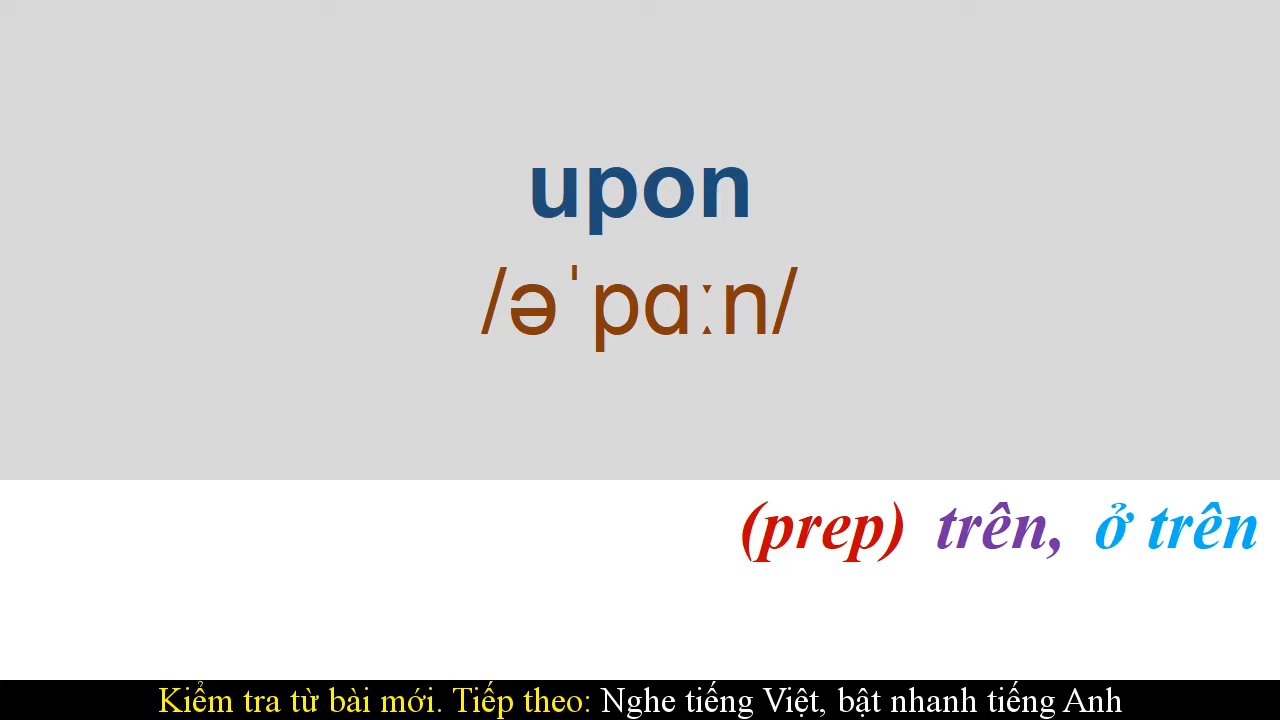 upon
/əˈpɑːn/
(prep) trên, ở trên
Kiểm tra từ bài mới. Tiếp theo: Nghe tiếng Việt, bật nhanh tiếng Anh